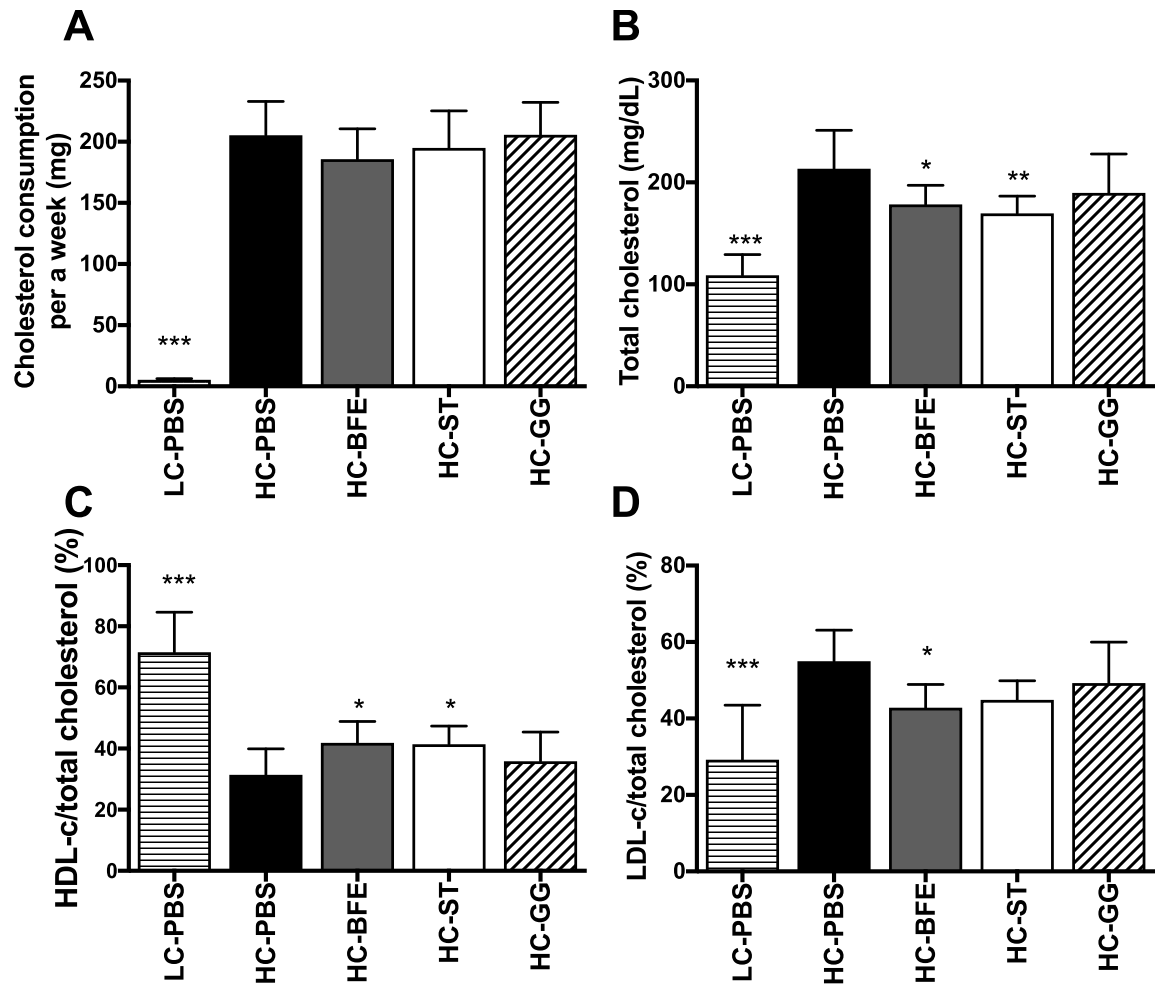 A
Cholesterol consumption
per a week (mg)
250
200
150
100
50
0
***
LC-PBS
HC-PBS
HC-BFE
HC-ST
HC-GG
B
Total cholesterol (mg/dL)
300
200
100
0
***
*
**
LC-PBS
HC-PBS
HC-BFE
HC-ST
HC-GG
C
HDL-c/total cholesterol (%)
100
80
60
40
20
0
***
*
*
LC-PBS
HC-PBS
HC-BFE
HC-ST
HC-GG
D
LDL-c/total cholesterol (%)
80
60
40
20
0
***
*
LC-PBS
HC-PBS
HC-BFE
HC-ST
HC-GG